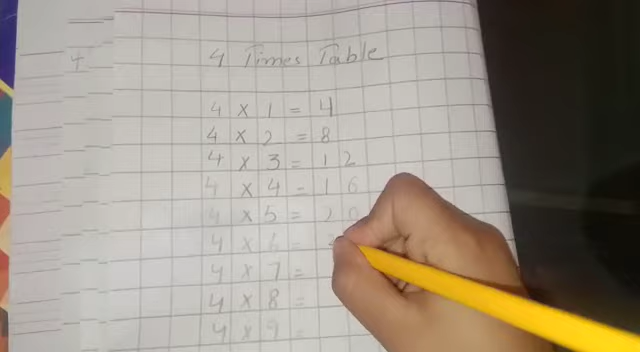 4 Times Table
4 × 1 = 4
4 × 2 = 8
4 × 3 = 12
4 × 4 = 16
4 × 5 = 20
4 × 6 = 2
4 × 7 =
4 × 8 =
4 × 9 =